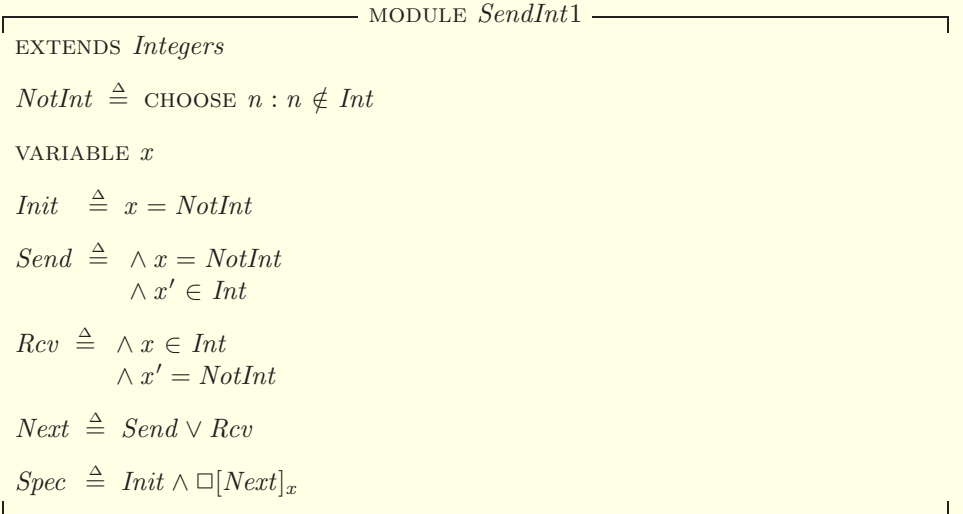 MODULE SendInt1
EXTENDS Integers
NotInt ≜ CHOOSE n : n ∉ Int
VARIABLE x
Init ≜ x = NotInt
Send ≜ ∧ x = NotInt
∧ x′ ∈ Int
Rcv ≜ ∧ x ∈ Int
∧ x′ = NotInt
Next ≜ Send ∨ Rcv
Spec ≜ Init ∧ □[Next]ₓ